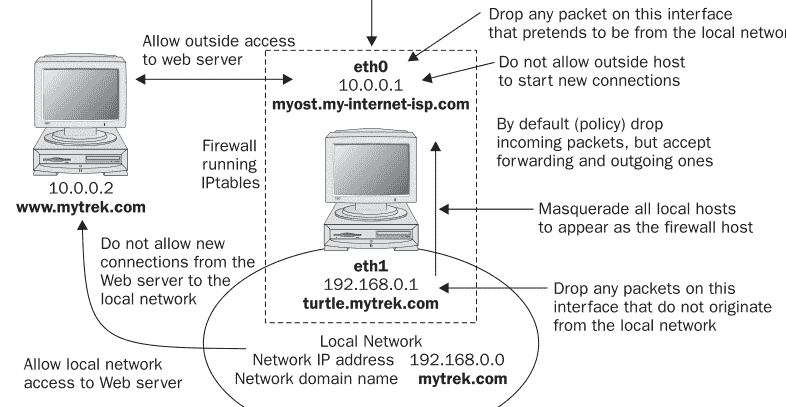 Drop any packet on this interface
that pretends to be from the local networ
Allow outside access
to web server
eth0
10.0.0.1
myost.my-internet-isp.com
Do not allow outside host
to start new connections
By default (policy) drop
incoming packets, but accept
forwarding and outgoing ones
Firewall
running
IPtables
10.0.0.2
www.mytrek.com
Masquerade all local hosts
to appear as the firewall host
Do not allow new
connections from the
Web server to the
local network
eth1
192.168.0.1
turtle.mytrek.com
Drop any packets on this
interface that do not originate
from the local network
Local Network
Network IP address 192.168.0.0
Network domain name mytrek.com
Allow local network
access to Web server